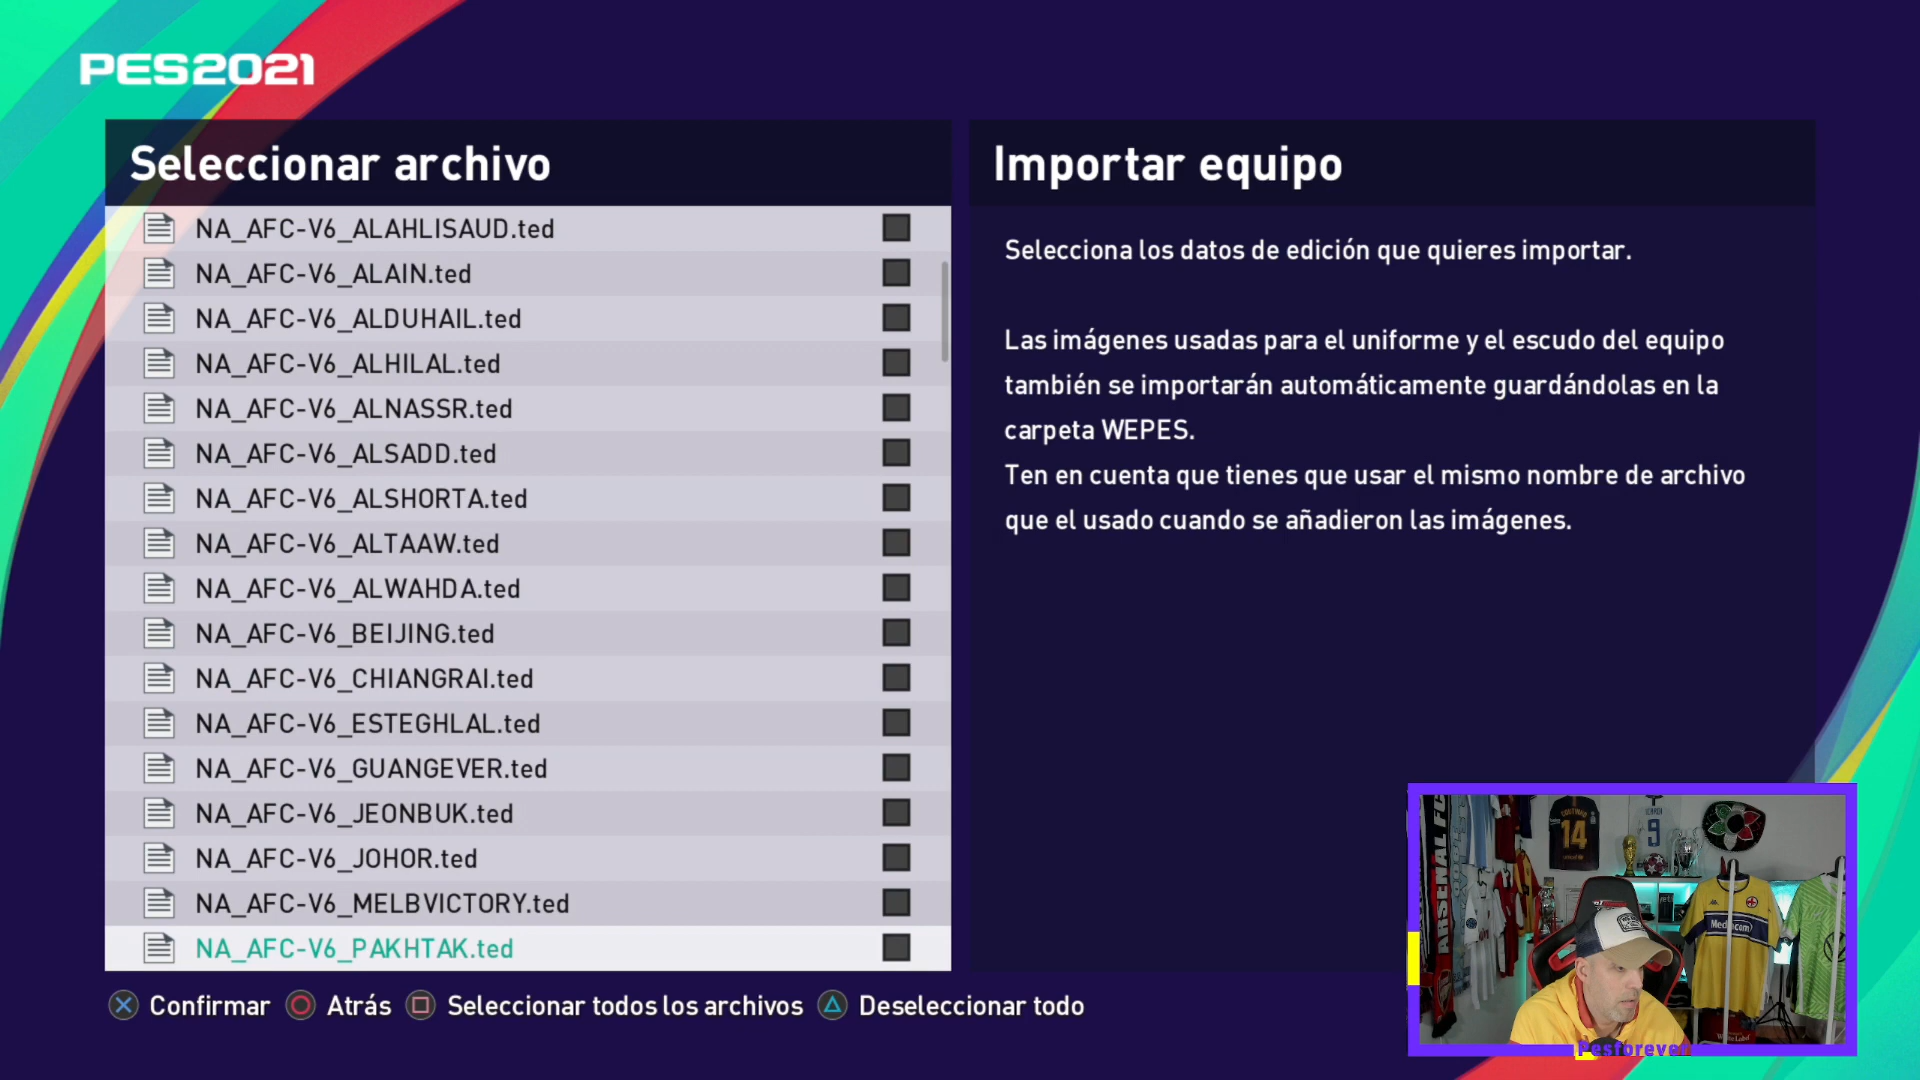 PES2021
Seleccionar archivo
NA_AFC-V6_ALAHLISAUD.ted
NA_AFC-V6_ALAIN.ted
NA_AFC-V6_ALDUHAIL.ted
NA_AFC-V6_ALHILAL.ted
NA_AFC-V6_ALNASSR.ted
NA_AFC-V6_ALSADD.ted
NA_AFC-V6_ALSHORTA.ted
NA_AFC-V6_ALTAAW.ted
NA_AFC-V6_ALWAHDA.ted
NA_AFC-V6_BEIJING.ted
NA_AFC-V6_CHIANGRAI.ted
NA_AFC-V6_ESTEGHLAL.ted
NA_AFC-V6_GUANGEVER.ted
NA_AFC-V6_JEONBUK.ted
NA_AFC-V6_JOHOR.ted
NA_AFC-V6_MELBVICTORY.ted
NA_AFC-V6_PAKHTAK.ted
Importar equipo
Selecciona los datos de edición que quieres importar.
Las imágenes usadas para el uniforme y el escudo del equipo
también se importarán automáticamente guardándolas en la
carpeta WEPES.
Ten en cuenta que tienes que usar el mismo nombre de archivo
que el usado cuando se añadieron las imágenes.
Confirmar Atrás Seleccionar todos los archivos Deseleccionar todo
ARSENAL FC
14
9
Mediacom
Pesforever